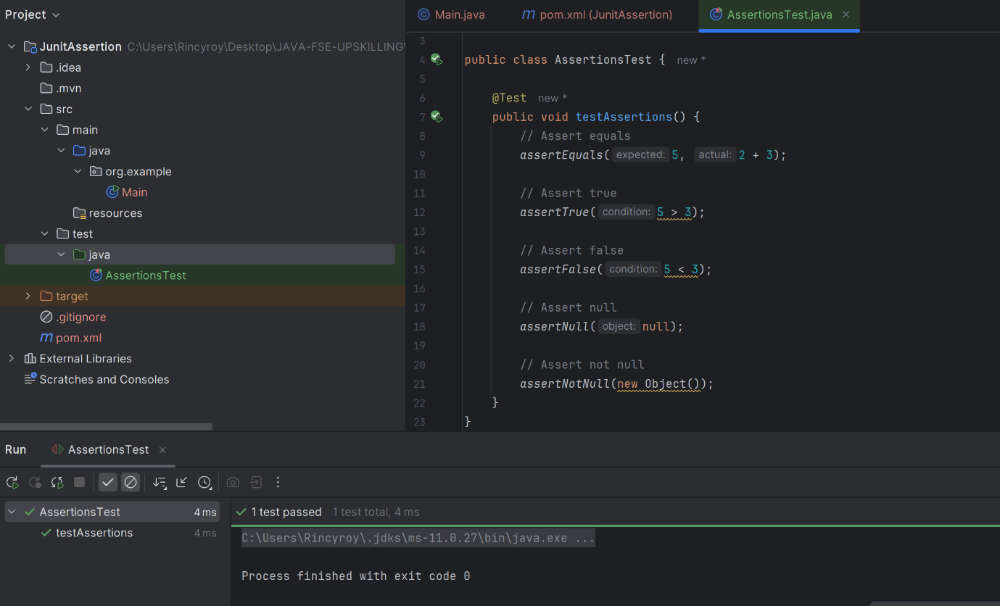 Project
JunitAssertion C:\Users\Rincyroy\Desktop\JAVA-FSE-UPSKILLING\
.idea
.mvn
src
main
java
org.example
Main
resources
test
java
AssertionsTest
target
.gitignore
m pom.xml
External Libraries
Scratches and Consoles
Main.java m pom.xml (JunitAssertion) AssertionsTest.java
3
4 public class AssertionsTest { new *
5
6 @Test new *
7 public void testAssertions() {
8 // Assert equals
9 assertEquals( expected: 5, actual: 2 + 3);
10
11 // Assert true
12 assertTrue( condition: 5 > 3);
13
14 // Assert false
15 assertFalse( condition: 5 < 3);
16
17 // Assert null
18 assertNull( object: null);
19
20 // Assert not null
21 assertNotNull(new Object());
22 }
23 }
Run AssertionsTest
AssertionsTest 4 ms
testAssertions 4 ms
1 test passed 1 test total, 4 ms
C:\Users\Rincyroy\.jdks\ms-11.0.27\bin\java.exe ...
Process finished with exit code 0